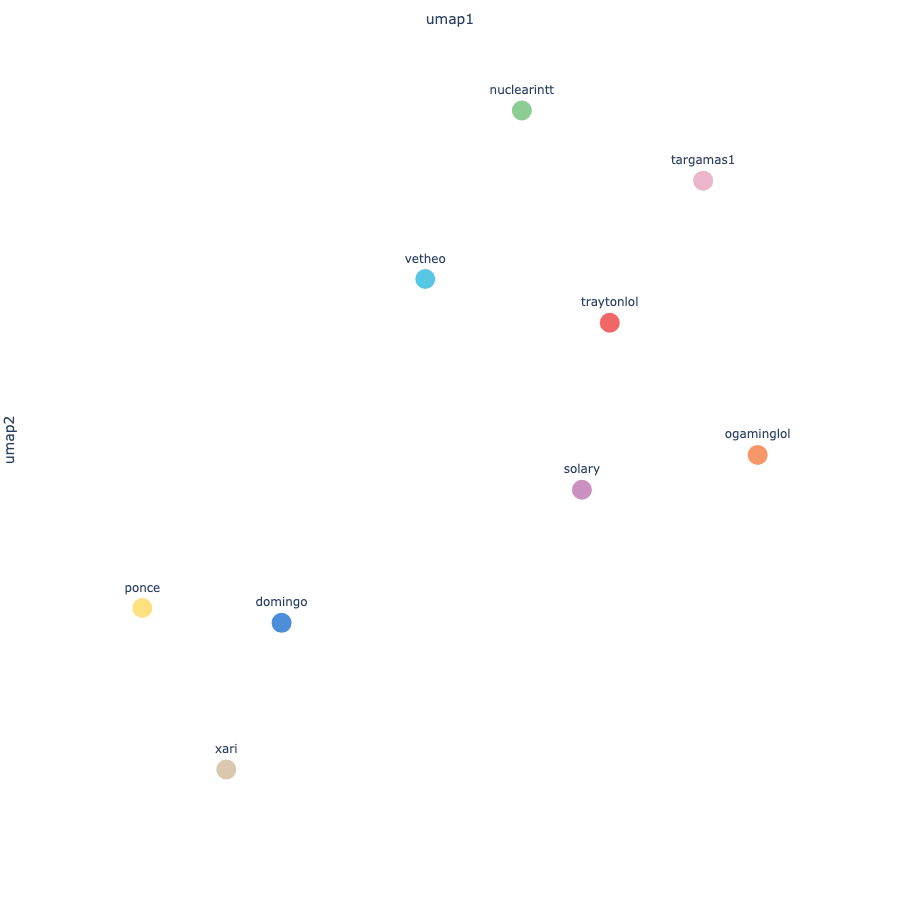 umap1
nuclearintt
targamas1
vetheo
traytonlol
umap2
ogaminglol
solary
ponce
domingo
xari